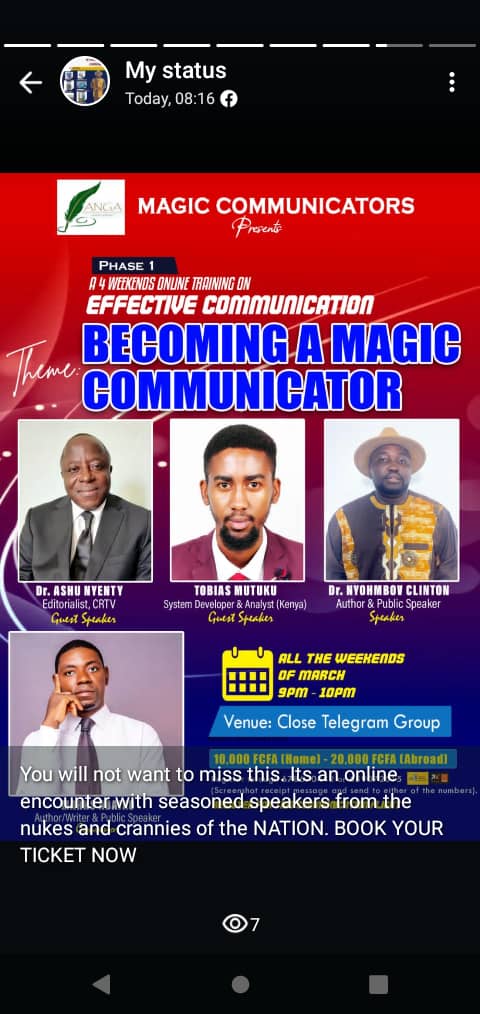 My status
Today, 08:16
ANGA
MAGIC COMMUNICATORS
Presents
PHASE 1
A 4 WEEKENDS ONLINE TRAINING ON
EFFECTIVE COMMUNICATION
Theme:
BECOMING A MAGIC
COMMUNICATOR
Dr. ASHU NYENTY
Editorialist, CRTV
Guest Speaker
TOBIAS MUTUKU
System Developer & Analyst (Kenya)
Guest Speaker
Dr. NYOHMBOV CLINTON
Author & Public Speaker
Speaker
ALL THE WEEKENDS
OF MARCH
9PM - 10PM
Venue: Close Telegram Group
10,000 FCFA (Home) - 20,000 FCFA (Abroad)
(Screenshot receipt message and send to either of the numbers).
Author/Writer & Public Speaker
You will not want to miss this. Its an online
encounter with seasoned speakers from the
nukes and crannies of the NATION. BOOK YOUR
TICKET NOW
7